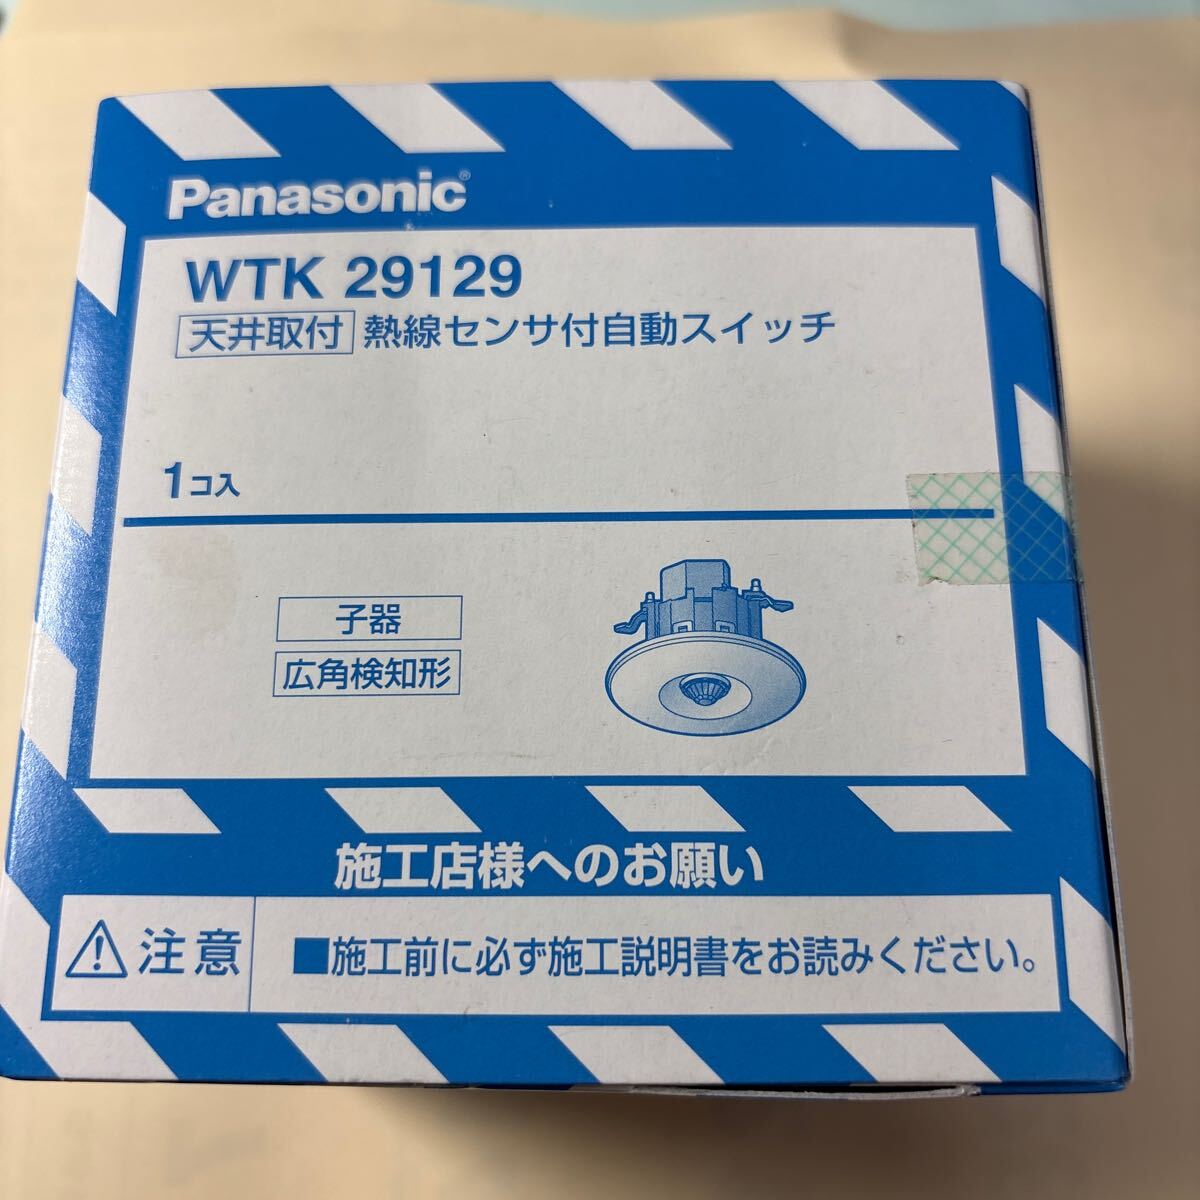 Panasonic®
WTK 29129
天井取付 熱線センサ付自動スイッチ
1コ入
子器
広角検知形
施工店様へのお願い
注意 ■施工前に必ず施工説明書をお読みください。